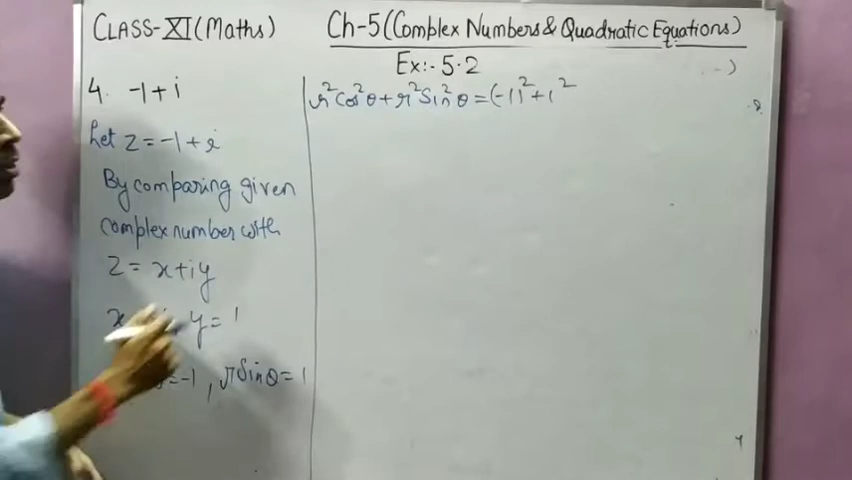 CLASS-XI(Maths)
Ch-5(Complex Numbers & Quadratic Equations)
Ex:- 5.2
4. -1+i
Let z=-1+i
By comparing given
complex number with
z= x+iy
x y=1
=-1, rSinθ=1
r²Cos²θ+r²Sin²θ=(-1)²+1²